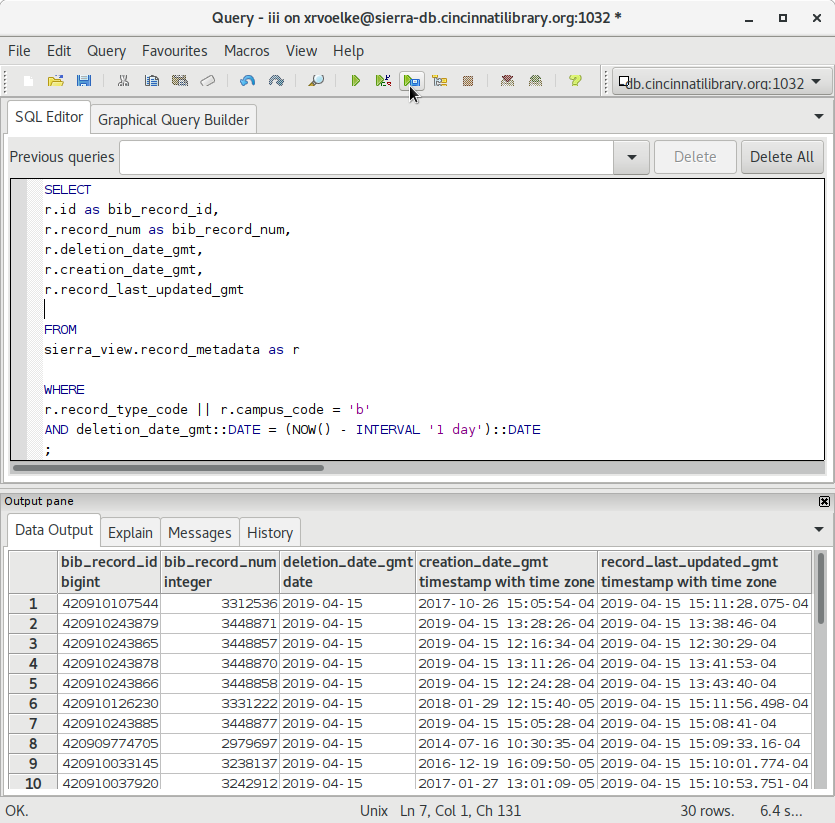 Query - iii on xrvoelke@sierra-db.cincinnatilibrary.org:1032 *
File Edit Query Favourites Macros View Help
db.cincinnatilibrary.org:1032
SQL Editor Graphical Query Builder
Previous queries Delete Delete All
SELECT
r.id as bib_record_id,
r.record_num as bib_record_num,
r.deletion_date_gmt,
r.creation_date_gmt,
r.record_last_updated_gmt
FROM
sierra_view.record_metadata as r
WHERE
r.record_type_code || r.campus_code = 'b'
AND deletion_date_gmt::DATE = (NOW() - INTERVAL '1 day')::DATE
;
Output pane
Data Output Explain Messages History
bib_record_id bib_record_num deletion_date_gmt creation_date_gmt record_last_updated_gmt
bigint integer date timestamp with time zone timestamp with time zone
1 420910107544 3312536 2019-04-15 2017-10-26 15:05:54-04 2019-04-15 15:11:28.075-04
2 420910243879 3448871 2019-04-15 2019-04-15 13:28:26-04 2019-04-15 13:38:46-04
3 420910243865 3448857 2019-04-15 2019-04-15 12:16:34-04 2019-04-15 12:30:29-04
4 420910243878 3448870 2019-04-15 2019-04-15 13:11:26-04 2019-04-15 13:41:53-04
5 420910243866 3448858 2019-04-15 2019-04-15 12:24:28-04 2019-04-15 13:43:40-04
6 420910126230 3331222 2019-04-15 2018-01-29 12:15:40-05 2019-04-15 15:11:56.498-04
7 420910243885 3448877 2019-04-15 2019-04-15 15:05:28-04 2019-04-15 15:08:41-04
8 420909774705 2979697 2019-04-15 2014-07-16 10:30:35-04 2019-04-15 15:09:33.16-04
9 420910033145 3238137 2019-04-15 2016-12-19 16:09:50-05 2019-04-15 15:10:01.774-04
10 420910037920 3242912 2019-04-15 2017-01-27 13:01:09-05 2019-04-15 15:10:53.751-04
OK. Unix Ln 7, Col 1, Ch 131 30 rows. 6.4 s...